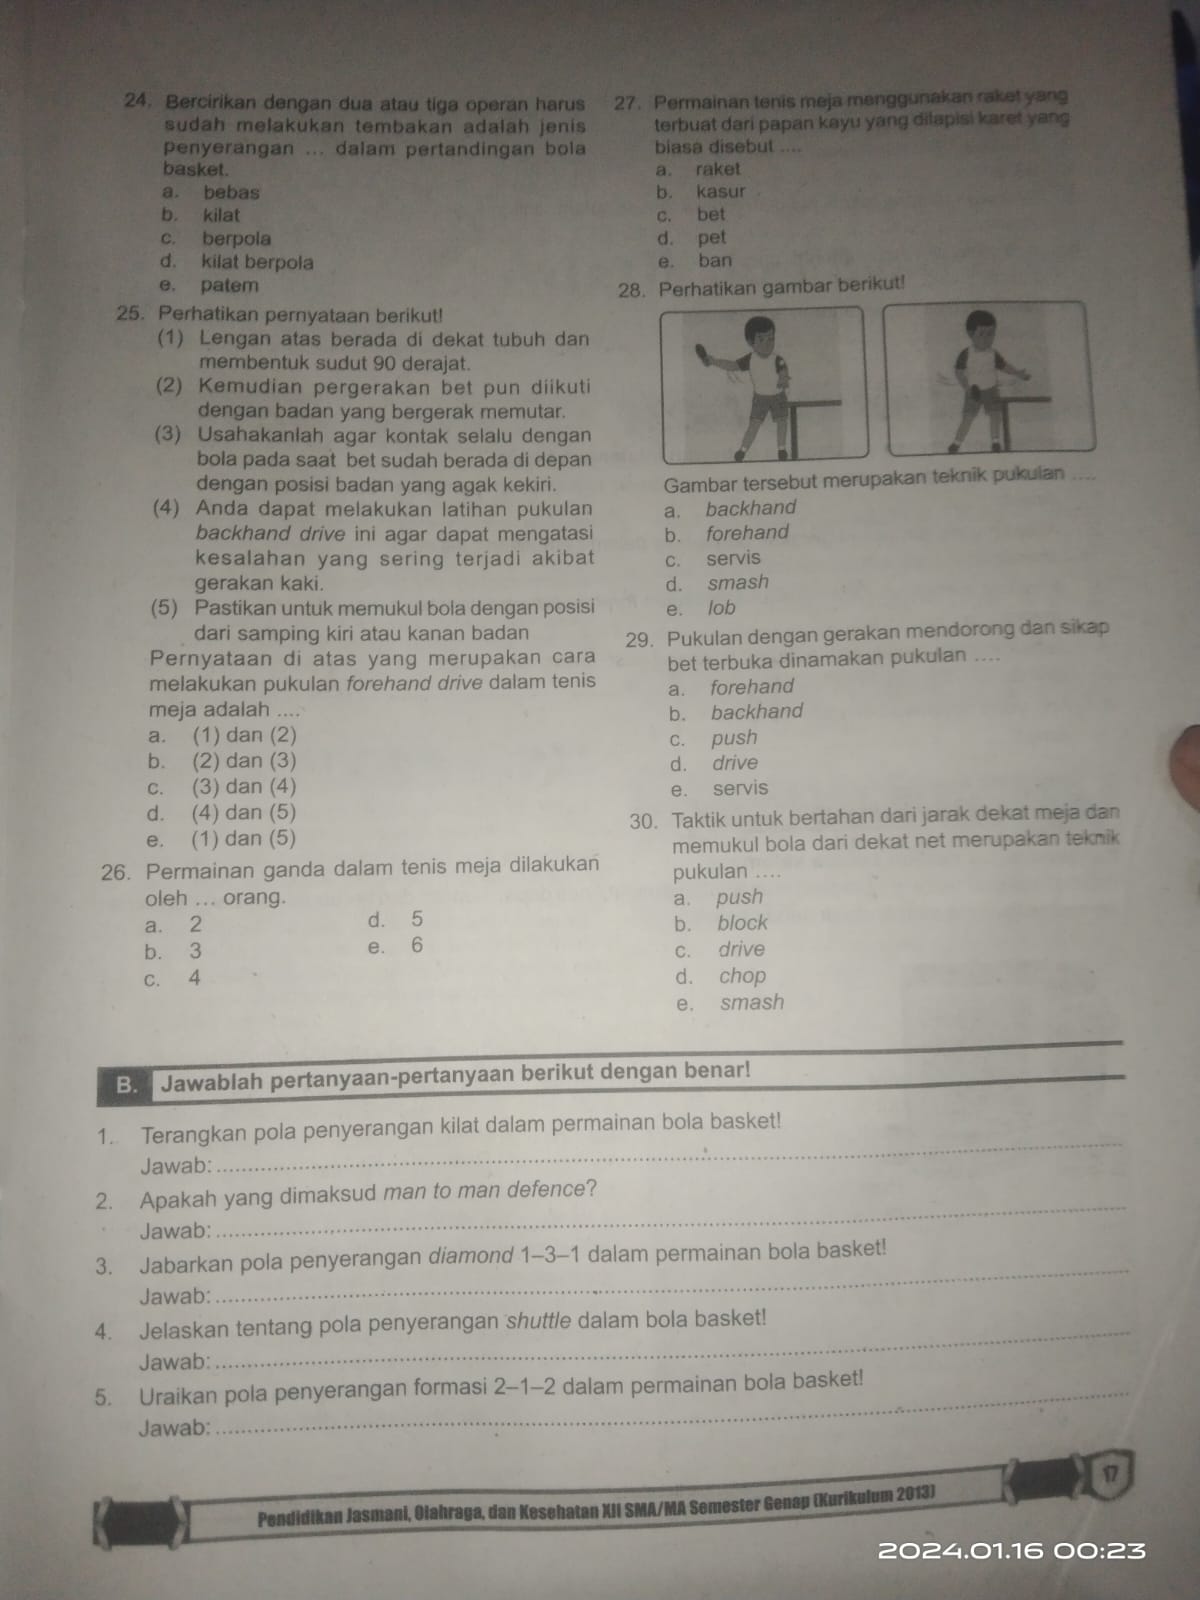 24. Bercirikan dengan dua atau tiga operan harus
sudah melakukan tembakan adalah jenis
penyerangan ... dalam pertandingan bola
basket.
a. bebas
b. kilat
c. berpola
d. kilat berpola
e. patem
25. Perhatikan pernyataan berikut!
(1) Lengan atas berada di dekat tubuh dan
membentuk sudut 90 derajat.
(2) Kemudian pergerakan bet pun diikuti
dengan badan yang bergerak memutar.
(3) Usahakanlah agar kontak selalu dengan
bola pada saat bet sudah berada di depan
dengan posisi badan yang agak kekiri.
(4) Anda dapat melakukan latihan pukulan
backhand drive ini agar dapat mengatasi
kesalahan yang sering terjadi akibat
gerakan kaki.
(5) Pastikan untuk memukul bola dengan posisi
dari samping kiri atau kanan badan
Pernyataan di atas yang merupakan cara
melakukan pukulan forehand drive dalam tenis
meja adalah ....
a. (1) dan (2)
b. (2) dan (3)
c. (3) dan (4)
d. (4) dan (5)
e. (1) dan (5)
26. Permainan ganda dalam tenis meja dilakukan
oleh ... orang.
a. 2
b. 3
c. 4
d. 5
e. 6
27. Permainan tenis meja menggunakan raket yang
terbuat dari papan kayu yang dilapisi karet yang
biasa disebut ....
a. raket
b. kasur
c. bet
d. pet
e. ban
28. Perhatikan gambar berikut!
Gambar tersebut merupakan teknik pukulan ....
a. backhand
b. forehand
c. servis
d. smash
e. lob
29. Pukulan dengan gerakan mendorong dan sikap
bet terbuka dinamakan pukulan ....
a. forehand
b. backhand
c. push
d. drive
e. servis
30. Taktik untuk bertahan dari jarak dekat meja dan
memukul bola dari dekat net merupakan teknik
pukulan ....
a. push
b. block
c. drive
d. chop
e. smash
B. Jawablah pertanyaan-pertanyaan berikut dengan benar!
1. Terangkan pola penyerangan kilat dalam permainan bola basket!
Jawab:
2. Apakah yang dimaksud man to man defence?
Jawab:
3. Jabarkan pola penyerangan diamond 1–3–1 dalam permainan bola basket!
Jawab:
4. Jelaskan tentang pola penyerangan shuttle dalam bola basket!
Jawab:
5. Uraikan pola penyerangan formasi 2–1–2 dalam permainan bola basket!
Jawab:
Pendidikan Jasmani, Olahraga, dan Kesehatan XII SMA/MA Semester Genap (Kurikulum 2013)
17
2024.01.16 00:23